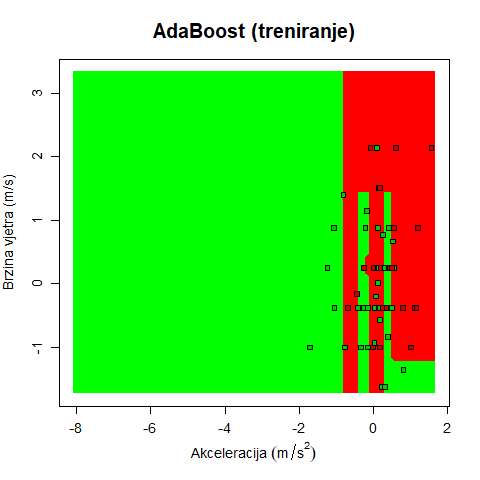 AdaBoost (treniranje)
Brzina vjetra (m/s)
3
2
1
0
-1
-8 -6 -4 -2 0 2
Akceleracija (m/s²)